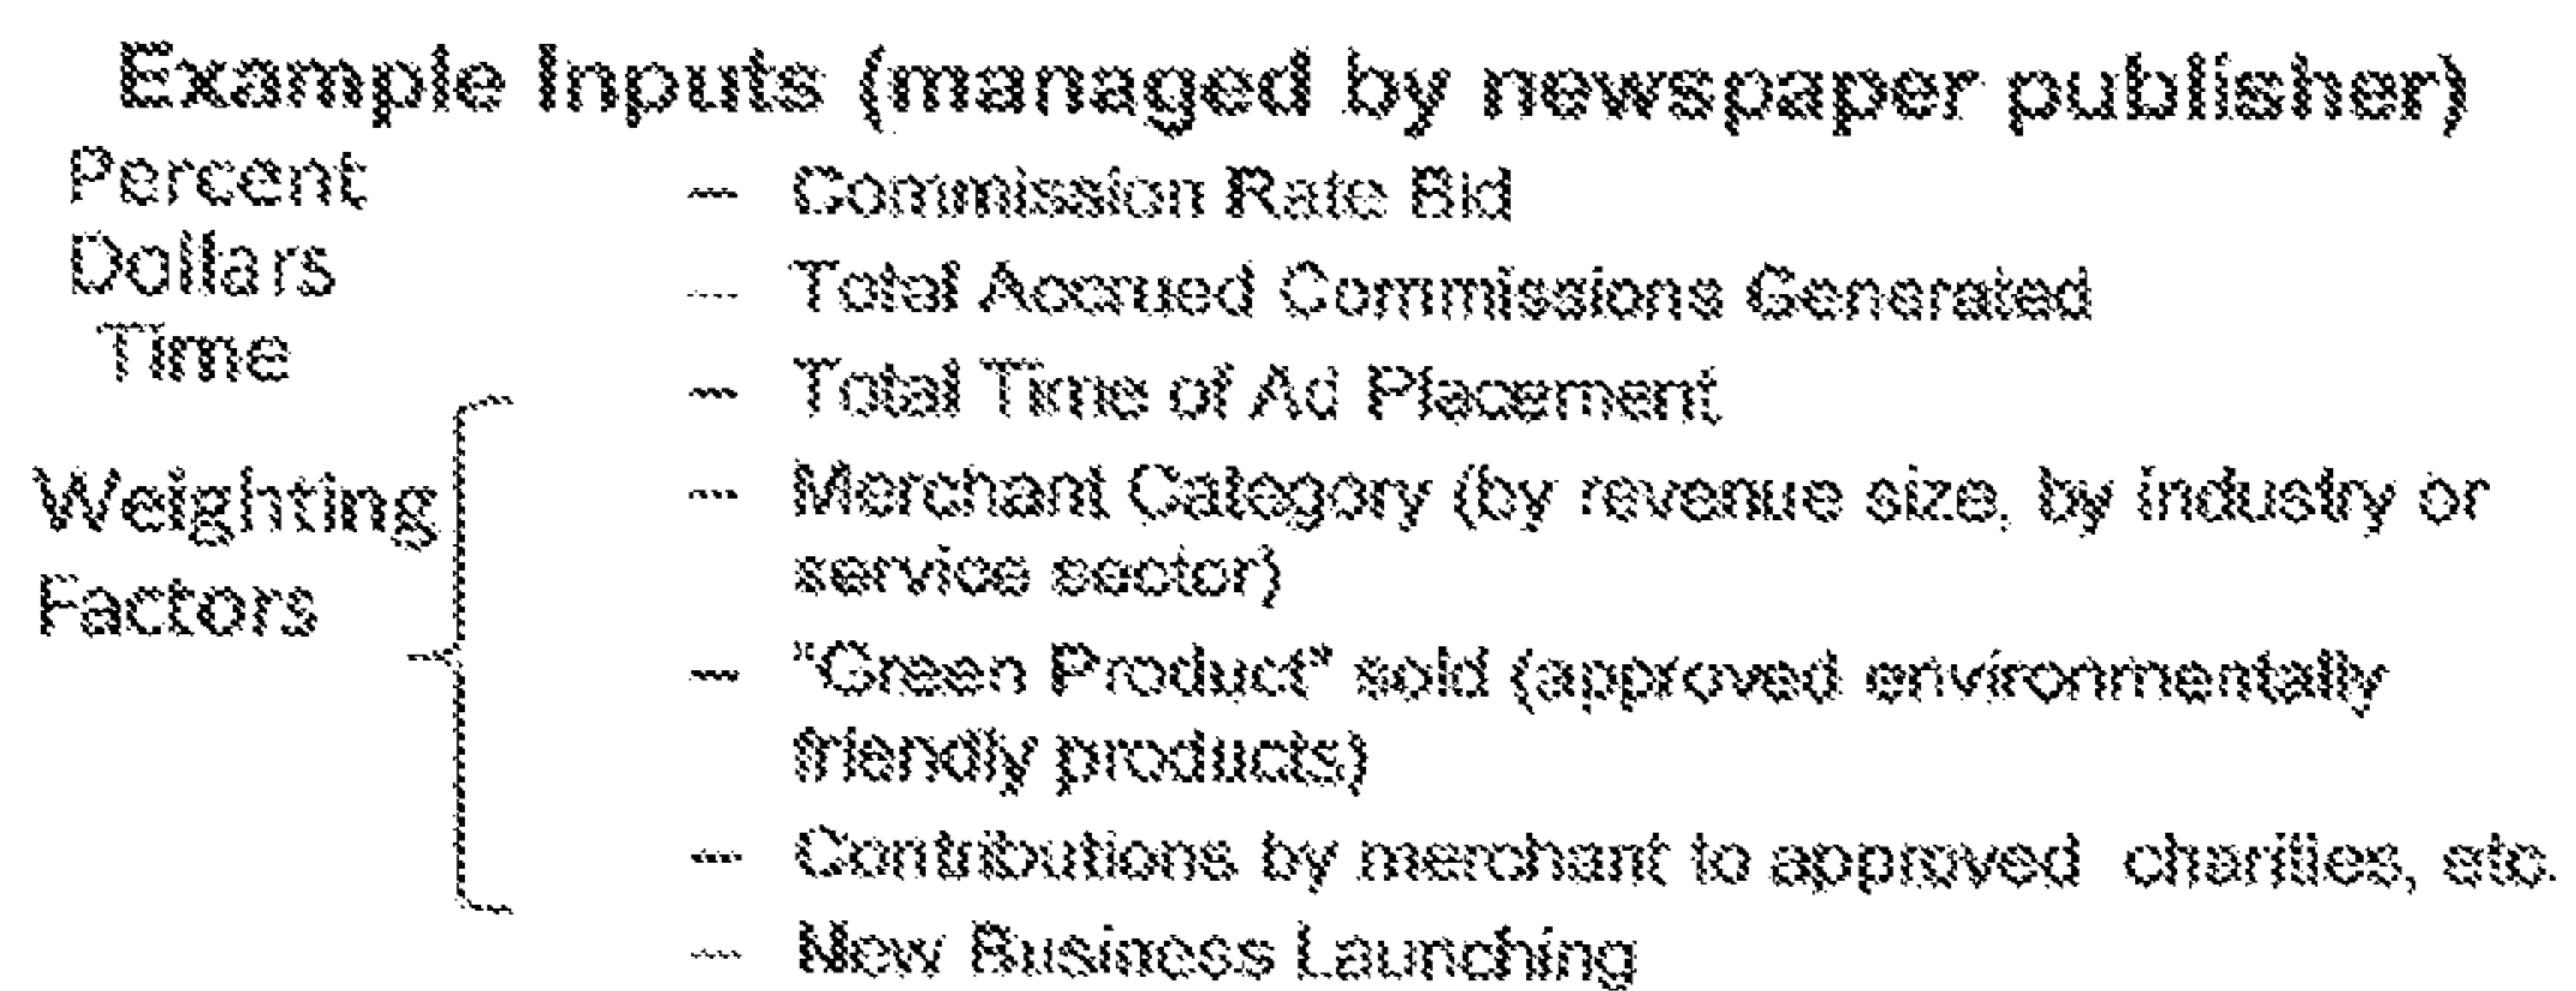 Example Inputs (managed by newspaper publisher)
Percent – Commission Rate Bid
Dollars – Total Accrued Commissions Generated
Time – Total Time of Ad Placement
Weighting – Merchant Category (by revenue size, by industry or
Factors service sector)
– "Green Product" sold (approved environmentally
friendly products)
– Contributions by merchant to approved charities, etc.
– New Business Launching